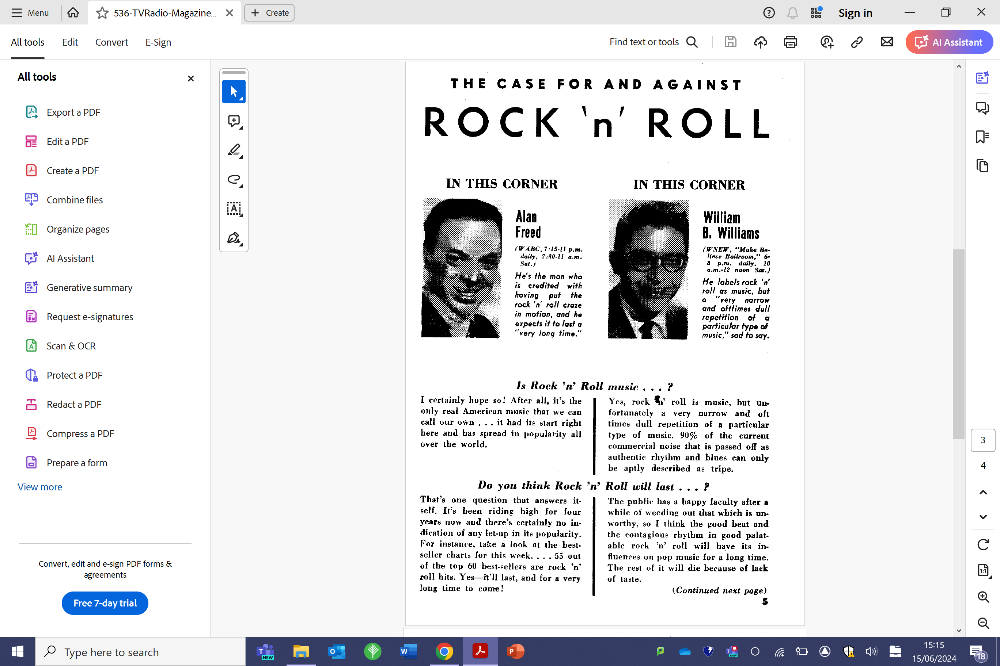 Menu
536-TVRadio-Magazine...
Create
Sign in
All tools
Edit
Convert
E-Sign
Find text or tools
AI Assistant
All tools
Export a PDF
Edit a PDF
Create a PDF
Combine files
Organize pages
AI Assistant
Generative summary
Request e-signatures
Scan & OCR
Protect a PDF
Redact a PDF
Compress a PDF
Prepare a form
View more
Convert, edit and e-sign PDF forms &
agreements
Free 7-day trial
THE CASE FOR AND AGAINST
ROCK 'n' ROLL
IN THIS CORNER
Alan
Freed
(WABC, 7:15-11 p.m.
daily, 7:30-11 a.m.
Sat.)
He's the man who
is credited with
having put the
rock 'n' roll craze
in motion, and he
expects it to last a
"very long time."
IN THIS CORNER
William
B. Williams
(WNEW, "Make Be-
lieve Ballroom," 6-
8 p.m. daily, 10
a.m.-12 noon Sat.)
He labels rock 'n'
roll as music, but
a "very narrow
and ofttimes dull
repetition of a
particular type of
music," sad to say.
Is Rock 'n' Roll music . . . ?
I certainly hope so! After all, it's the
only real American music that we can
call our own . . . it had its start right
here and has spread in popularity all
over the world.
Yes, rock 'n' roll is music, but un-
fortunately a very narrow and oft
times dull repetition of a particular
type of music. 90% of the current
commercial noise that is passed off as
authentic rhythm and blues can only
be aptly described as tripe.
Do you think Rock 'n' Roll will last . . . ?
That's one question that answers it-
self. It's been riding high for four
years now and there's certainly no in-
dication of any let-up in its popularity.
For instance, take a look at the best-
seller charts for this week. . . . 55 out
of the top 60 best-sellers are rock 'n'
roll hits. Yes—it'll last, and for a very
long time to come!
The public has a happy faculty after a
while of weeding out that which is un-
worthy, so I think the good beat and
the contagious rhythm in good palat-
able rock 'n' roll will have its in-
fluences on pop music for a long time.
The rest of it will die because of lack
of taste.
(Continued next page)
5
3
4
1:1
Type here to search
NEW
NEW
15:15
15/06/2024
18